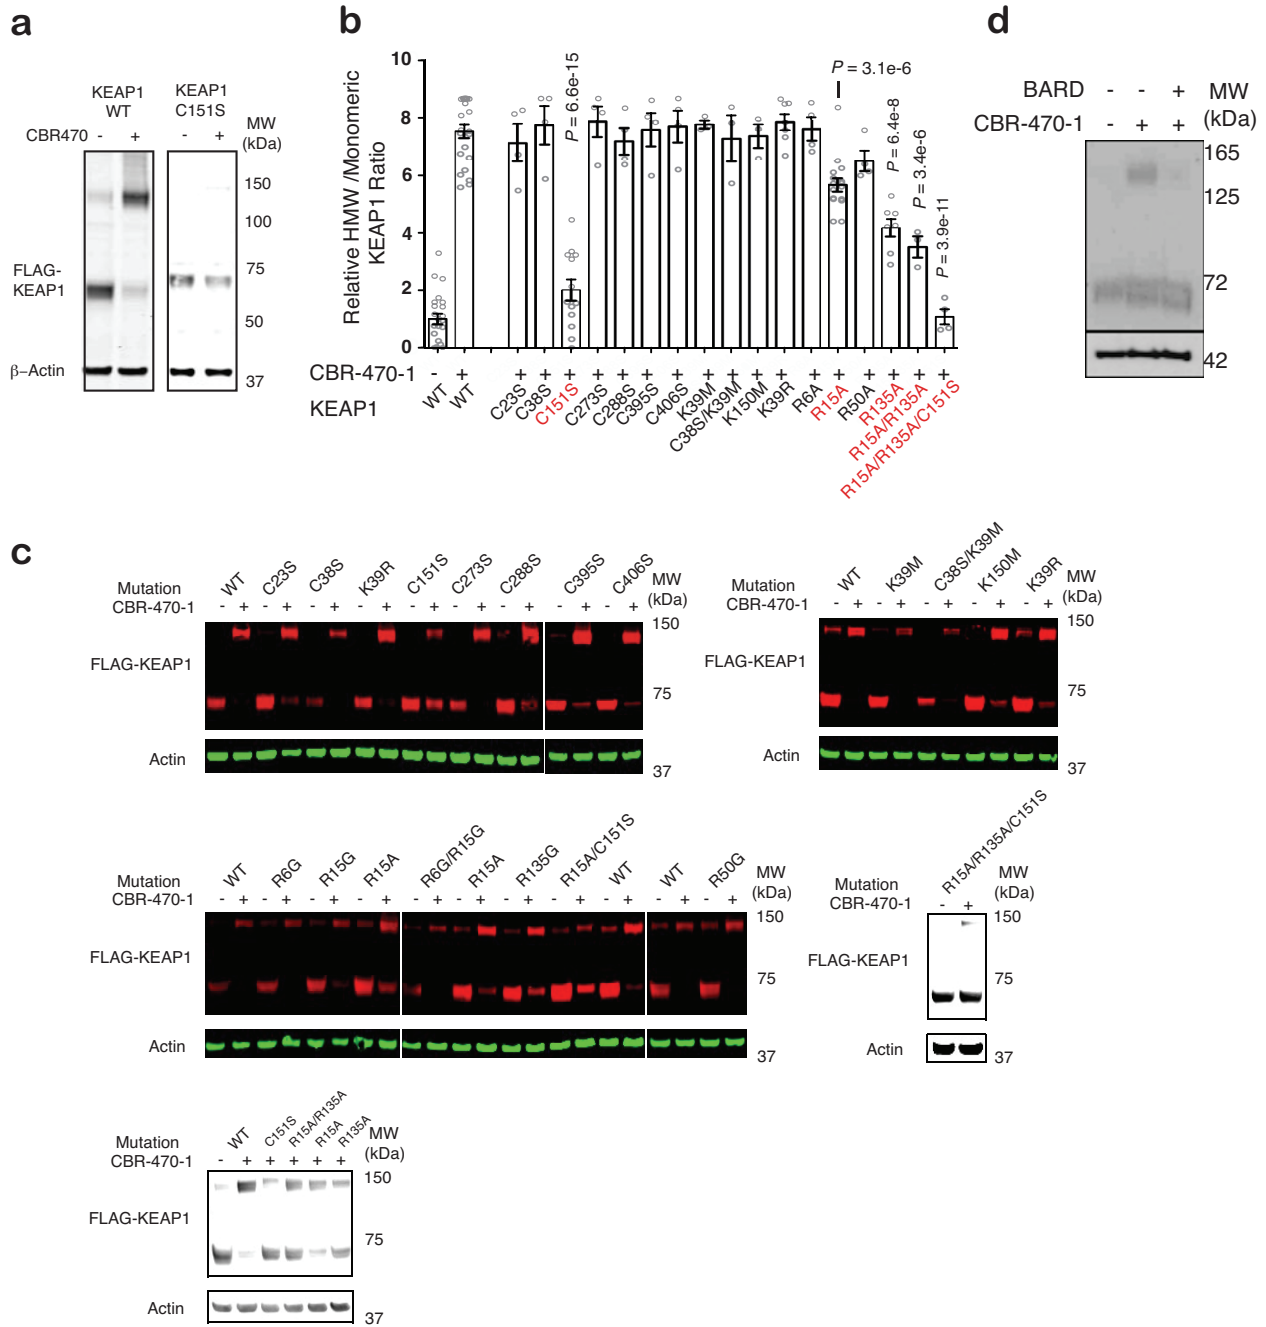 a
KEAP1 WT
KEAP1 C151S
CBR470 - + - +
MW (kDa)
150
100
75
50
37
FLAG-KEAP1
β-Actin
b
Relative HMW /Monomeric KEAP1 Ratio
10
8
6
4
2
0
P = 6.6e-15
P = 3.1e-6
P = 6.4e-8
P = 3.4e-6
P = 3.9e-11
CBR-470-1 - + + + + + + + + + + + + + + + + + + +
KEAP1
WT WT C23S C38S C151S C273S C288S C395S C406S K39M C38S/K39M K150M K39R R6A R15A R50A R135A R15A/R135A R15A/R135A/C151S
d
BARD - - +
CBR-470-1 - + +
MW (kDa)
165
125
72
42
c
Mutation WT C23S C38S K39R C151S C273S C288S C395S C406S
CBR-470-1 - + - + - + - + - + - + - + - + - +
MW (kDa)
150
FLAG-KEAP1
75
Actin
37
Mutation WT K39M C38S/K39M K150M K39R
CBR-470-1 - + - + - + - + - +
MW (kDa)
150
FLAG-KEAP1
75
Actin
37
Mutation WT R6G R15G R15A R6G/R15G R15A R135G R15A/C151S WT WT R50G
CBR-470-1 - + - + - + - + - + - + - + - + - + - + - +
MW (kDa)
150
FLAG-KEAP1
75
Actin
37
Mutation R15A/R135A/C151S
CBR-470-1 - +
MW (kDa)
150
FLAG-KEAP1
75
Actin
37
Mutation WT C151S R15A/R135A R15A R135A
CBR-470-1 - + + + + +
MW (kDa)
150
FLAG-KEAP1
75
Actin
37